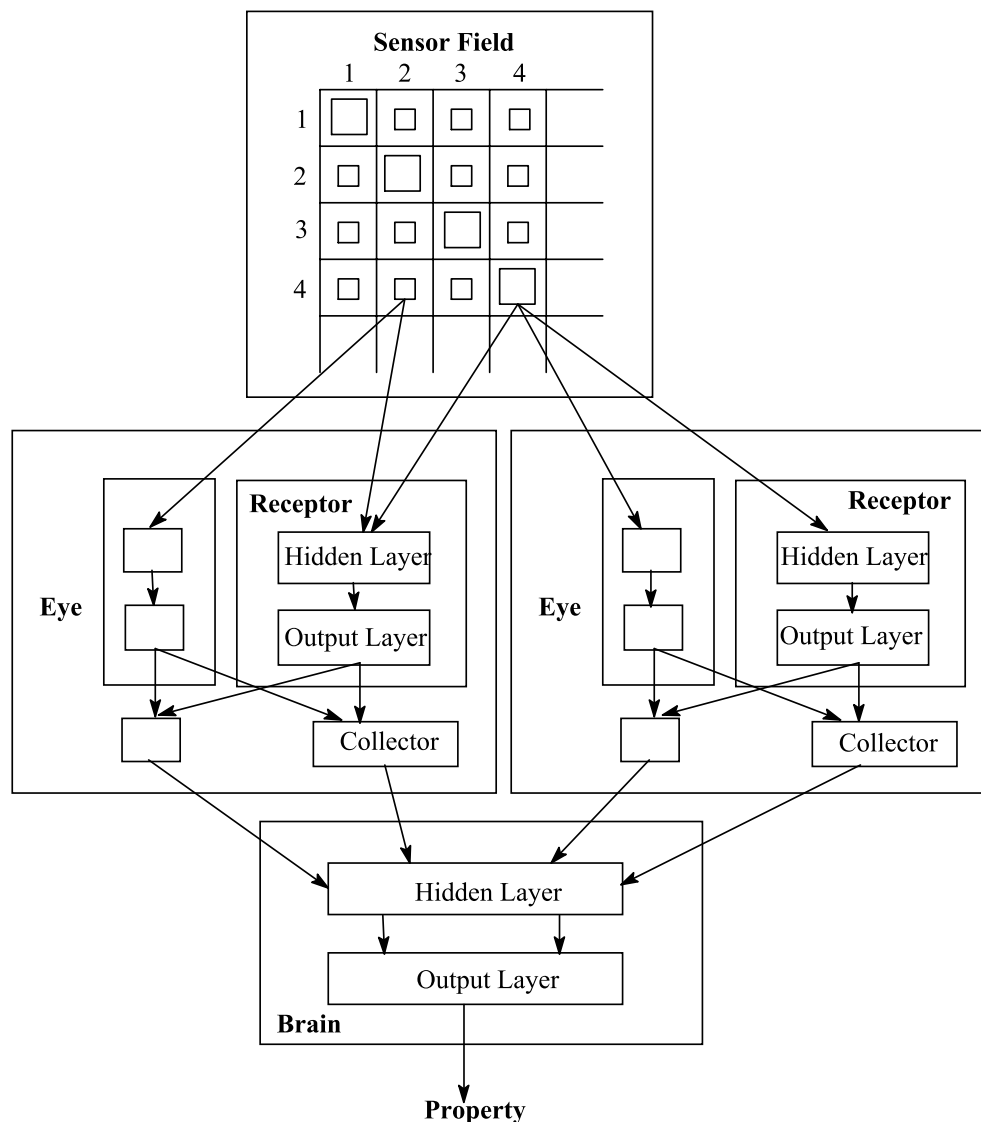 Sensor Field
1 2 3 4
1
2
3
4
Receptor
Hidden Layer
Output Layer
Eye
Collector
Receptor
Hidden Layer
Output Layer
Eye
Collector
Hidden Layer
Output Layer
Brain
Property